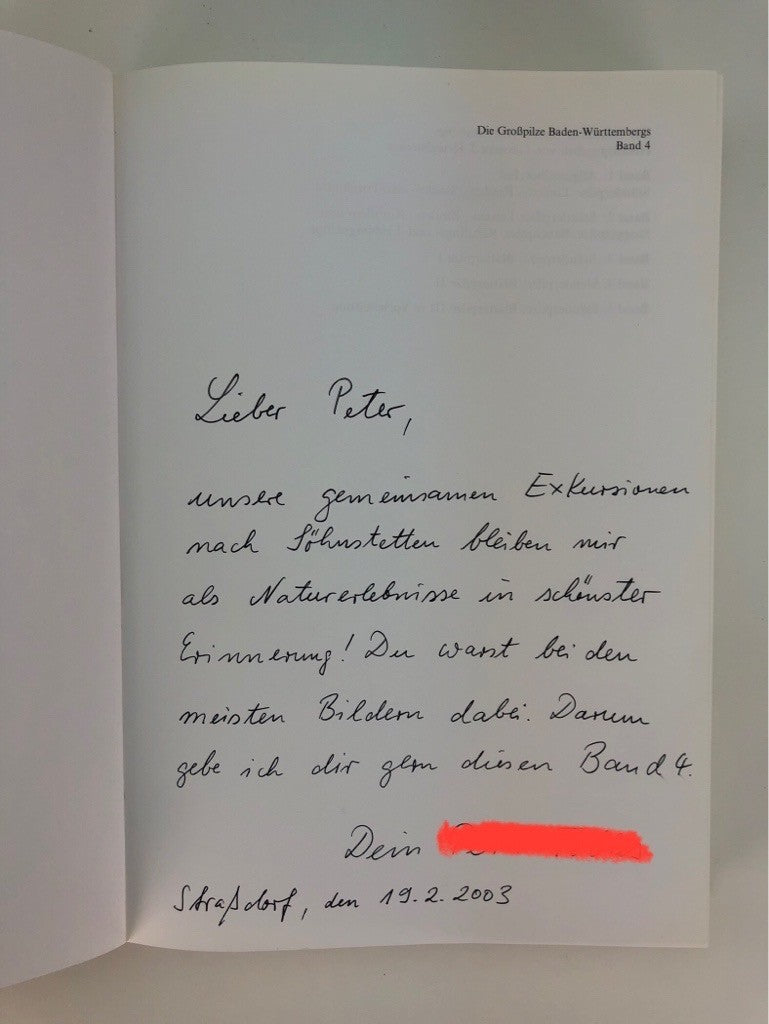 Die Großpilze Baden-Württembergs
Band 4
Lieber Peter,
unsere gemeinsamen Exkursionen
nach Söhnstetten bleiben mir
als Naturerlebnisse in schönster
Erinnerung! Du warst bei den
meisten Bildern dabei. Darum
gebe ich dir gern diesen Band 4.
Dein
Straßdorf, den 19.2.2003